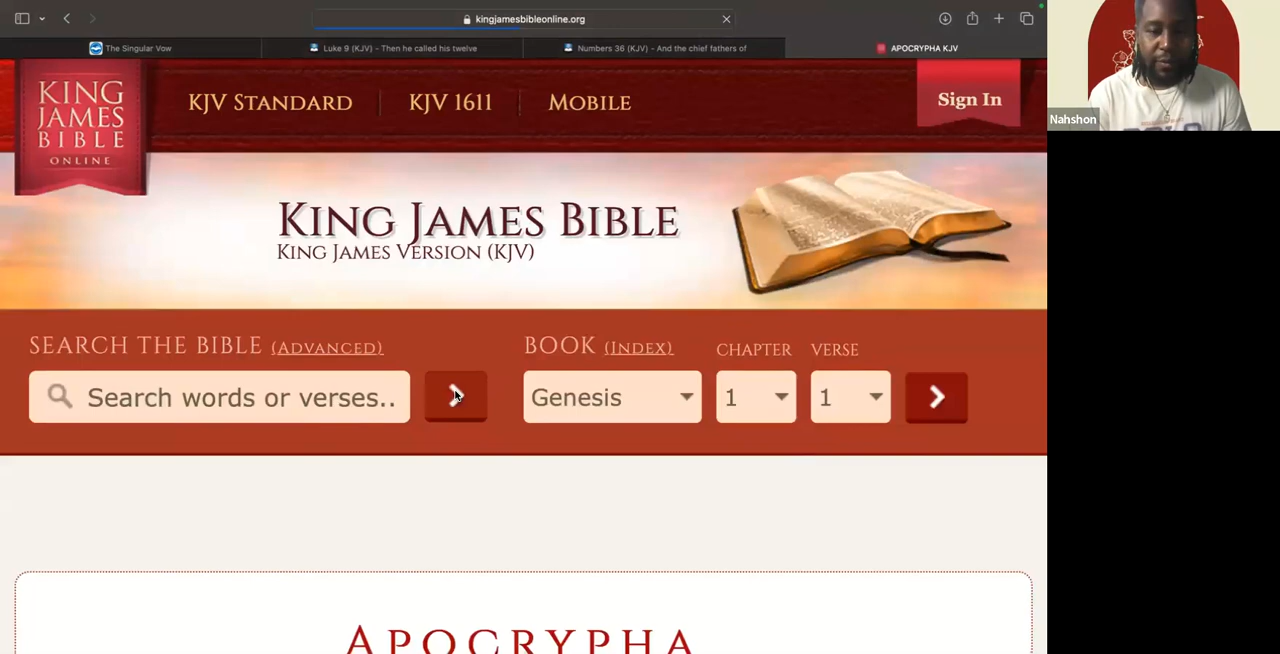 kingjamesbibleonline.org
The Singular Vow
Luke 9 (KJV) - Then he called his twelve
Numbers 36 (KJV) - And the chief fathers of
APOCRYPHA KJV
KING
JAMES
BIBLE
ONLINE
KJV STANDARD
KJV 1611
MOBILE
Sign In
Nahshon
KING JAMES BIBLE
KING JAMES VERSION (KJV)
SEARCH THE BIBLE (ADVANCED)
BOOK (INDEX)
CHAPTER
VERSE
Search words or verses..
Genesis
1
1
APOCRYPHA